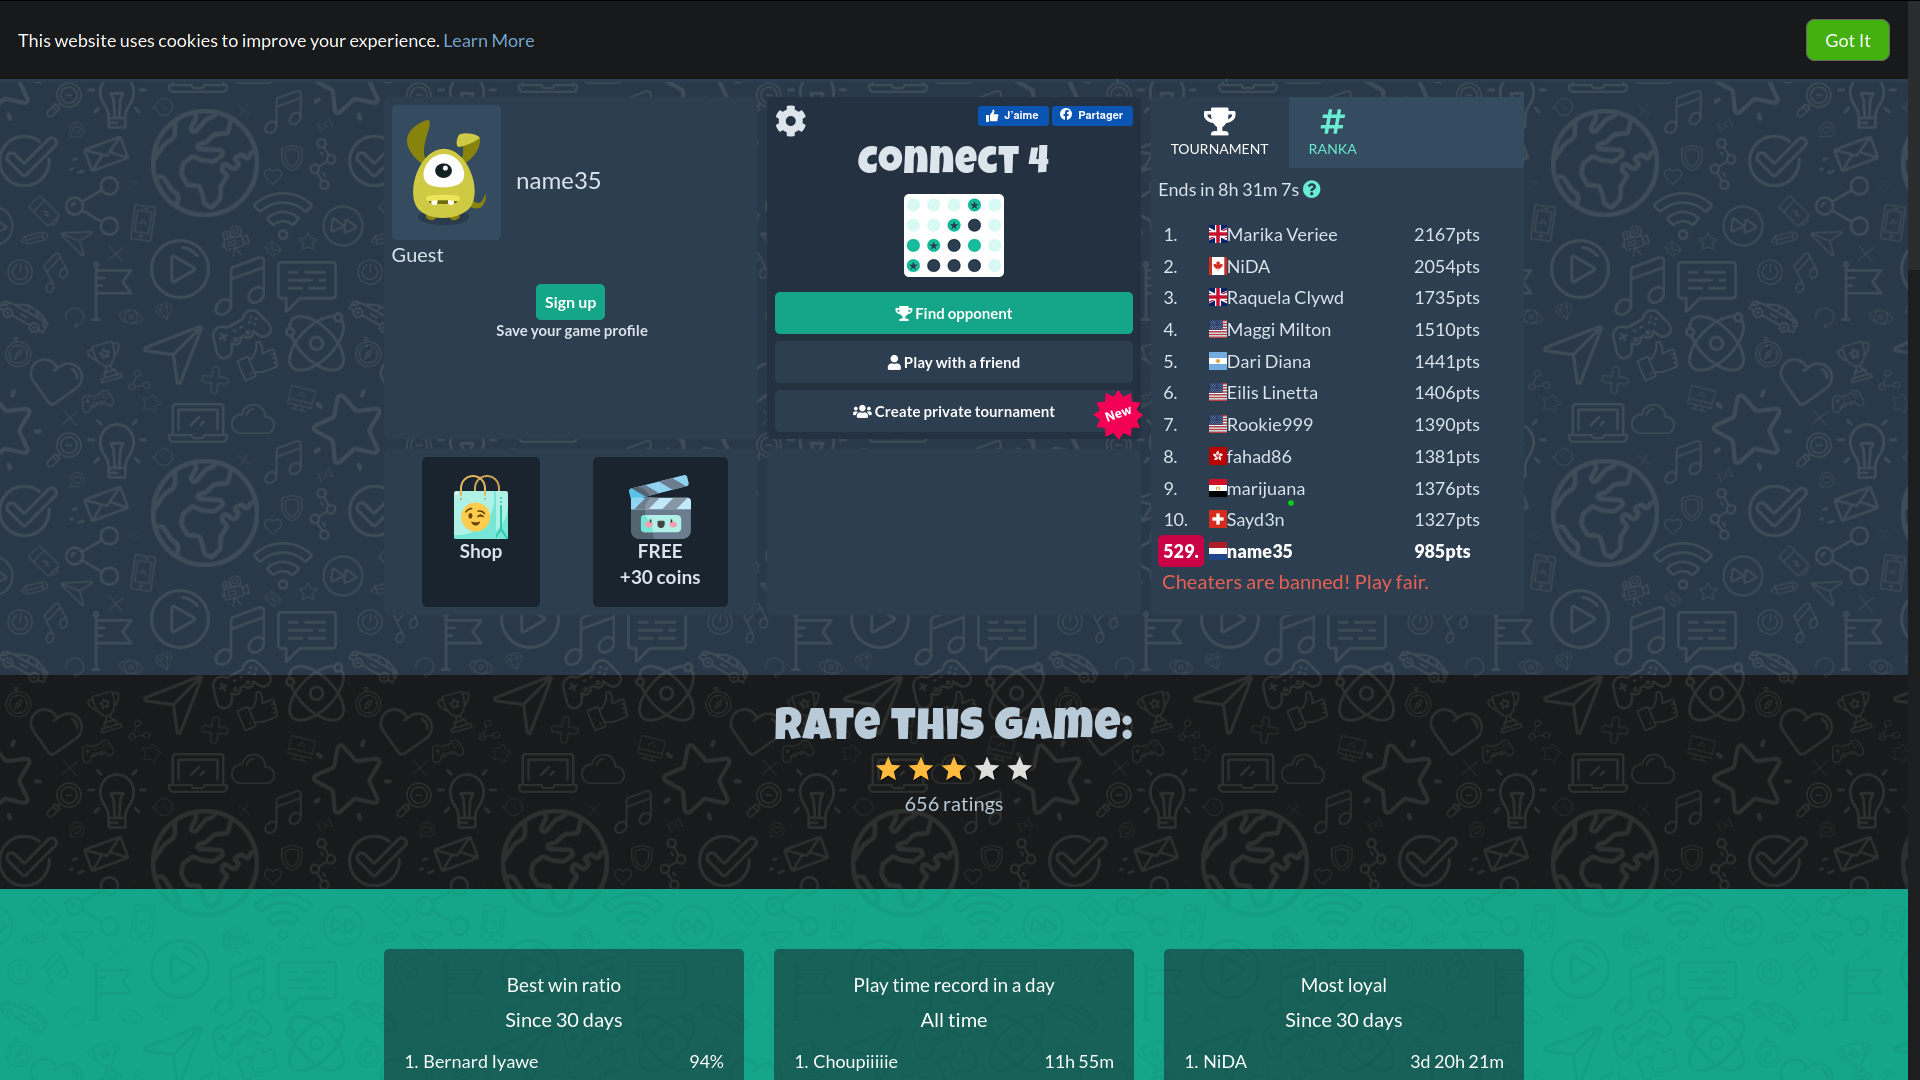 This website uses cookies to improve your experience. Learn More
Got It
name35
Guest
Sign up
Save your game profile
Shop
FREE
+30 coins
J'aime
Partager
connect 4
Find opponent
Play with a friend
Create private tournament
New
TOURNAMENT
RANKA
Ends in 8h 31m 7s
1. Marika Veriee 2167pts
2. NiDA 2054pts
3. Raquela Clywd 1735pts
4. Maggi Milton 1510pts
5. Dari Diana 1441pts
6. Eilis Linetta 1406pts
7. Rookie999 1390pts
8. fahad86 1381pts
9. marijuana 1376pts
10. Sayd3n 1327pts
529. name35 985pts
Cheaters are banned! Play fair.
Rate this game:
656 ratings
Best win ratio
Since 30 days
1. Bernard Iyawe 94%
Play time record in a day
All time
1. Choupiiiiie 11h 55m
Most loyal
Since 30 days
1. NiDA 3d 20h 21m